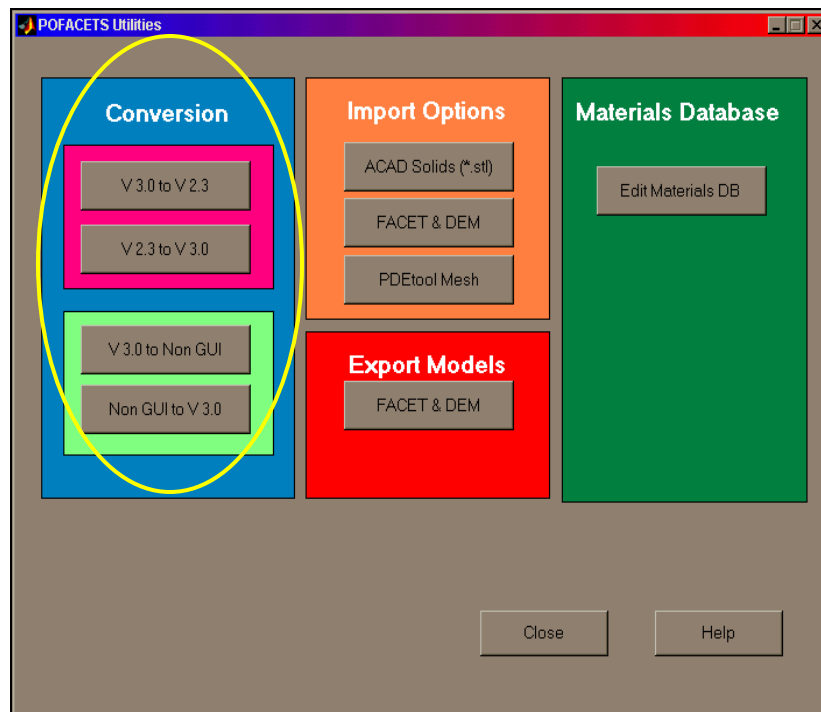 POFACETS Utilities
Conversion
V 3.0 to V 2.3
V 2.3 to V 3.0
V 3.0 to Non GUI
Non GUI to V 3.0
Import Options
ACAD Solids (*.stl)
FACET & DEM
PDEtool Mesh
Export Models
FACET & DEM
Materials Database
Edit Materials DB
Close
Help